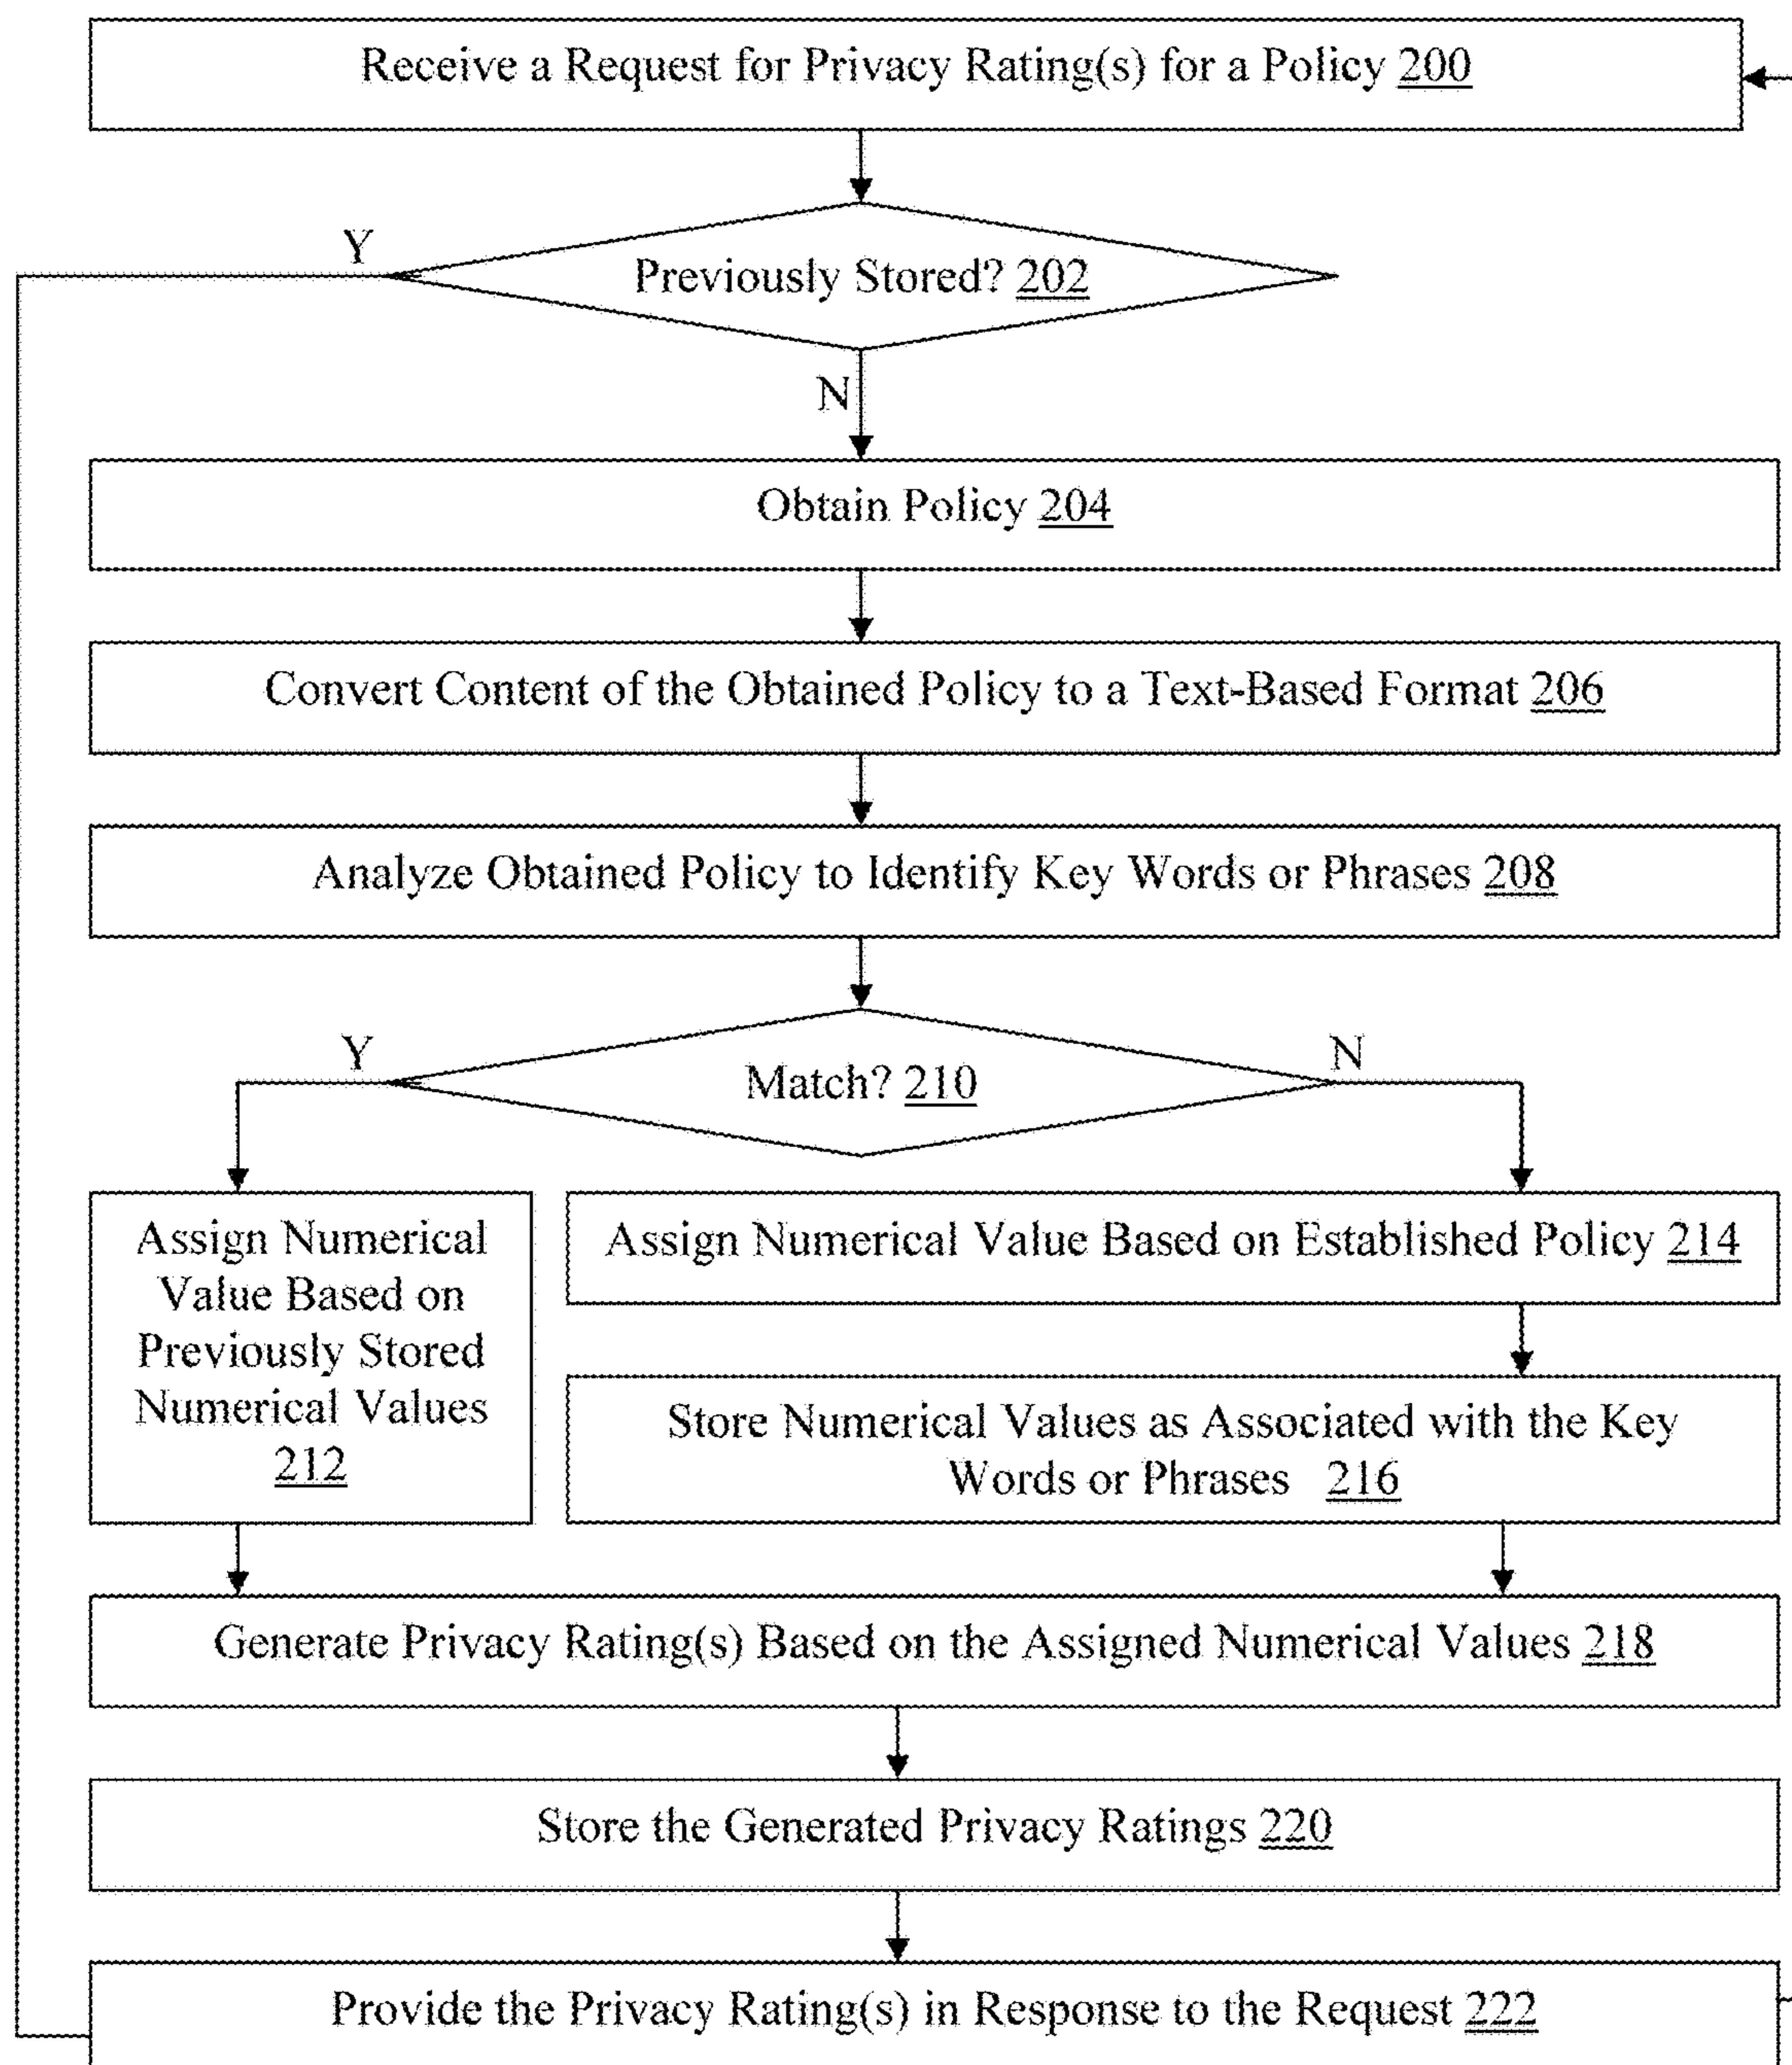 Receive a Request for Privacy Rating(s) for a Policy 200
Y
Previously Stored? 202
N
Obtain Policy 204
Convert Content of the Obtained Policy to a Text-Based Format 206
Analyze Obtained Policy to Identify Key Words or Phrases 208
Y
N
Match? 210
Assign Numerical
Value Based on
Previously Stored
Numerical Values
212
Assign Numerical Value Based on Established Policy 214
Store Numerical Values as Associated with the Key
Words or Phrases 216
Generate Privacy Rating(s) Based on the Assigned Numerical Values 218
Store the Generated Privacy Ratings 220
Provide the Privacy Rating(s) in Response to the Request 222